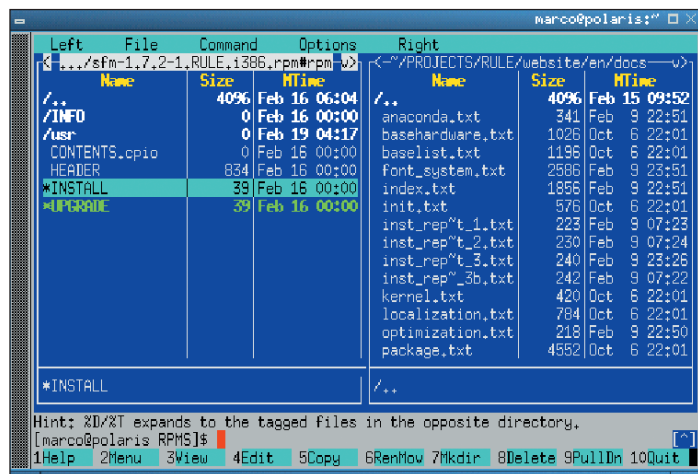 marco@polaris:~
Left File Command Options Right
<-.../sfm-1.7.2-1.RULE.i386.rpm#rpm-v> <-~/PROJECTS/RULE/website/en/docs---v>
Name Size MTime Name Size MTime
/.. 4096 Feb 16 06:04 /.. 4096 Feb 15 09:52
/INFO 0 Feb 16 00:00 anaconda.txt 341 Feb 9 22:51
/usr 0 Feb 19 04:17 basehardware.txt 1026 Oct 6 22:01
CONTENTS.cpio 0 Feb 16 00:00 baselist.txt 1196 Oct 6 22:01
HEADER 834 Feb 16 00:00 font_system.txt 2586 Feb 9 23:51
*INSTALL 39 Feb 16 00:00 index.txt 1856 Feb 9 22:51
*UPGRADE 39 Feb 16 00:00 init.txt 576 Oct 6 22:01
inst_rep~t_1.txt 223 Feb 9 07:23
inst_rep~t_2.txt 230 Feb 9 07:24
inst_rep~t_3.txt 240 Feb 9 23:26
inst_rep~_3b.txt 242 Feb 9 07:22
kernel.txt 420 Oct 6 22:01
localization.txt 784 Oct 6 22:01
optimization.txt 218 Feb 9 22:50
package.txt 4552 Oct 6 22:01
*INSTALL /..
Hint: %D/%T expands to the tagged files in the opposite directory.
[marco@polaris RPMS]$ [^]
1Help 2Menu 3View 4Edit 5Copy 6RenMov 7Mkdir 8Delete 9PullDn 10Quit